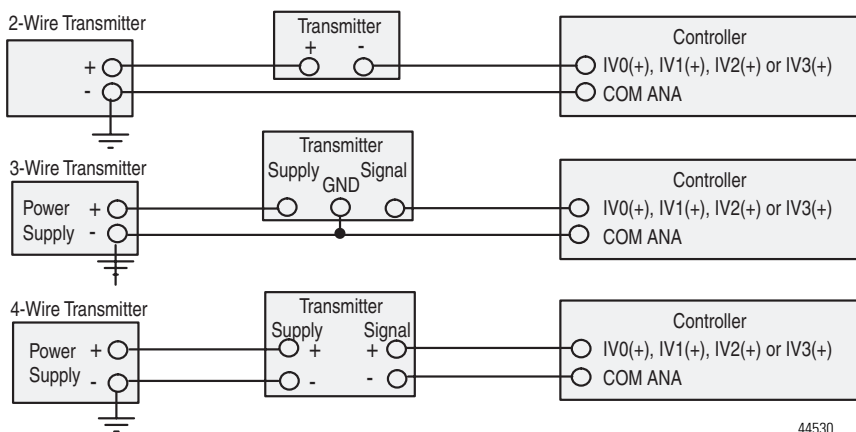 2-Wire Transmitter
+
-
Transmitter
+ -
Controller
IV0(+), IV1(+), IV2(+) or IV3(+)
COM ANA
3-Wire Transmitter
Power Supply
+
-
Transmitter
Supply GND Signal
Controller
IV0(+), IV1(+), IV2(+) or IV3(+)
COM ANA
4-Wire Transmitter
Power Supply
+
-
Transmitter
Supply Signal
+ +
- -
Controller
IV0(+), IV1(+), IV2(+) or IV3(+)
COM ANA
44530